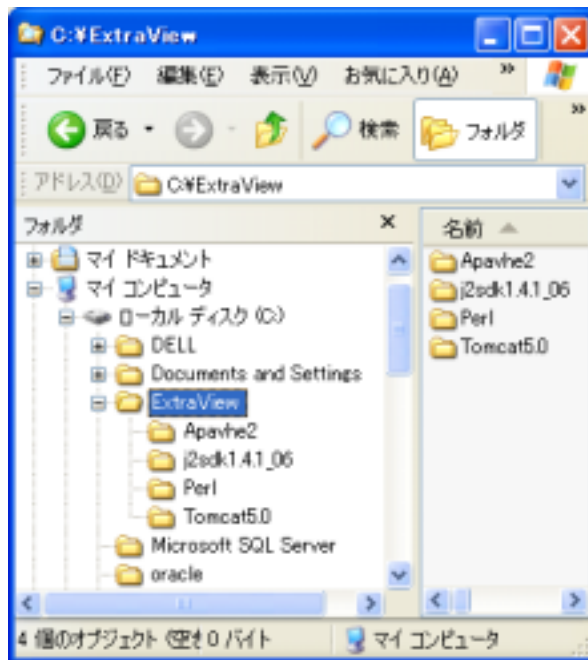 C:¥ExtraView
ファイル(F) 編集(E) 表示(V) お気に入り(A) »
戻る 検索 フォルダ »
アドレス(D) C:¥ExtraView
フォルダ × 名前
マイ ドキュメント
マイ コンピュータ
ローカル ディスク (C:)
DELL
Documents and Settings
ExtraView
Apavhe2
j2sdk1.4.1_06
Perl
Tomcat5.0
Microsoft SQL Server
oracle
Apavhe2
j2sdk1.4.1_06
Perl
Tomcat5.0
4 個のオブジェクト (空き 0 バイト マイ コンピュータ